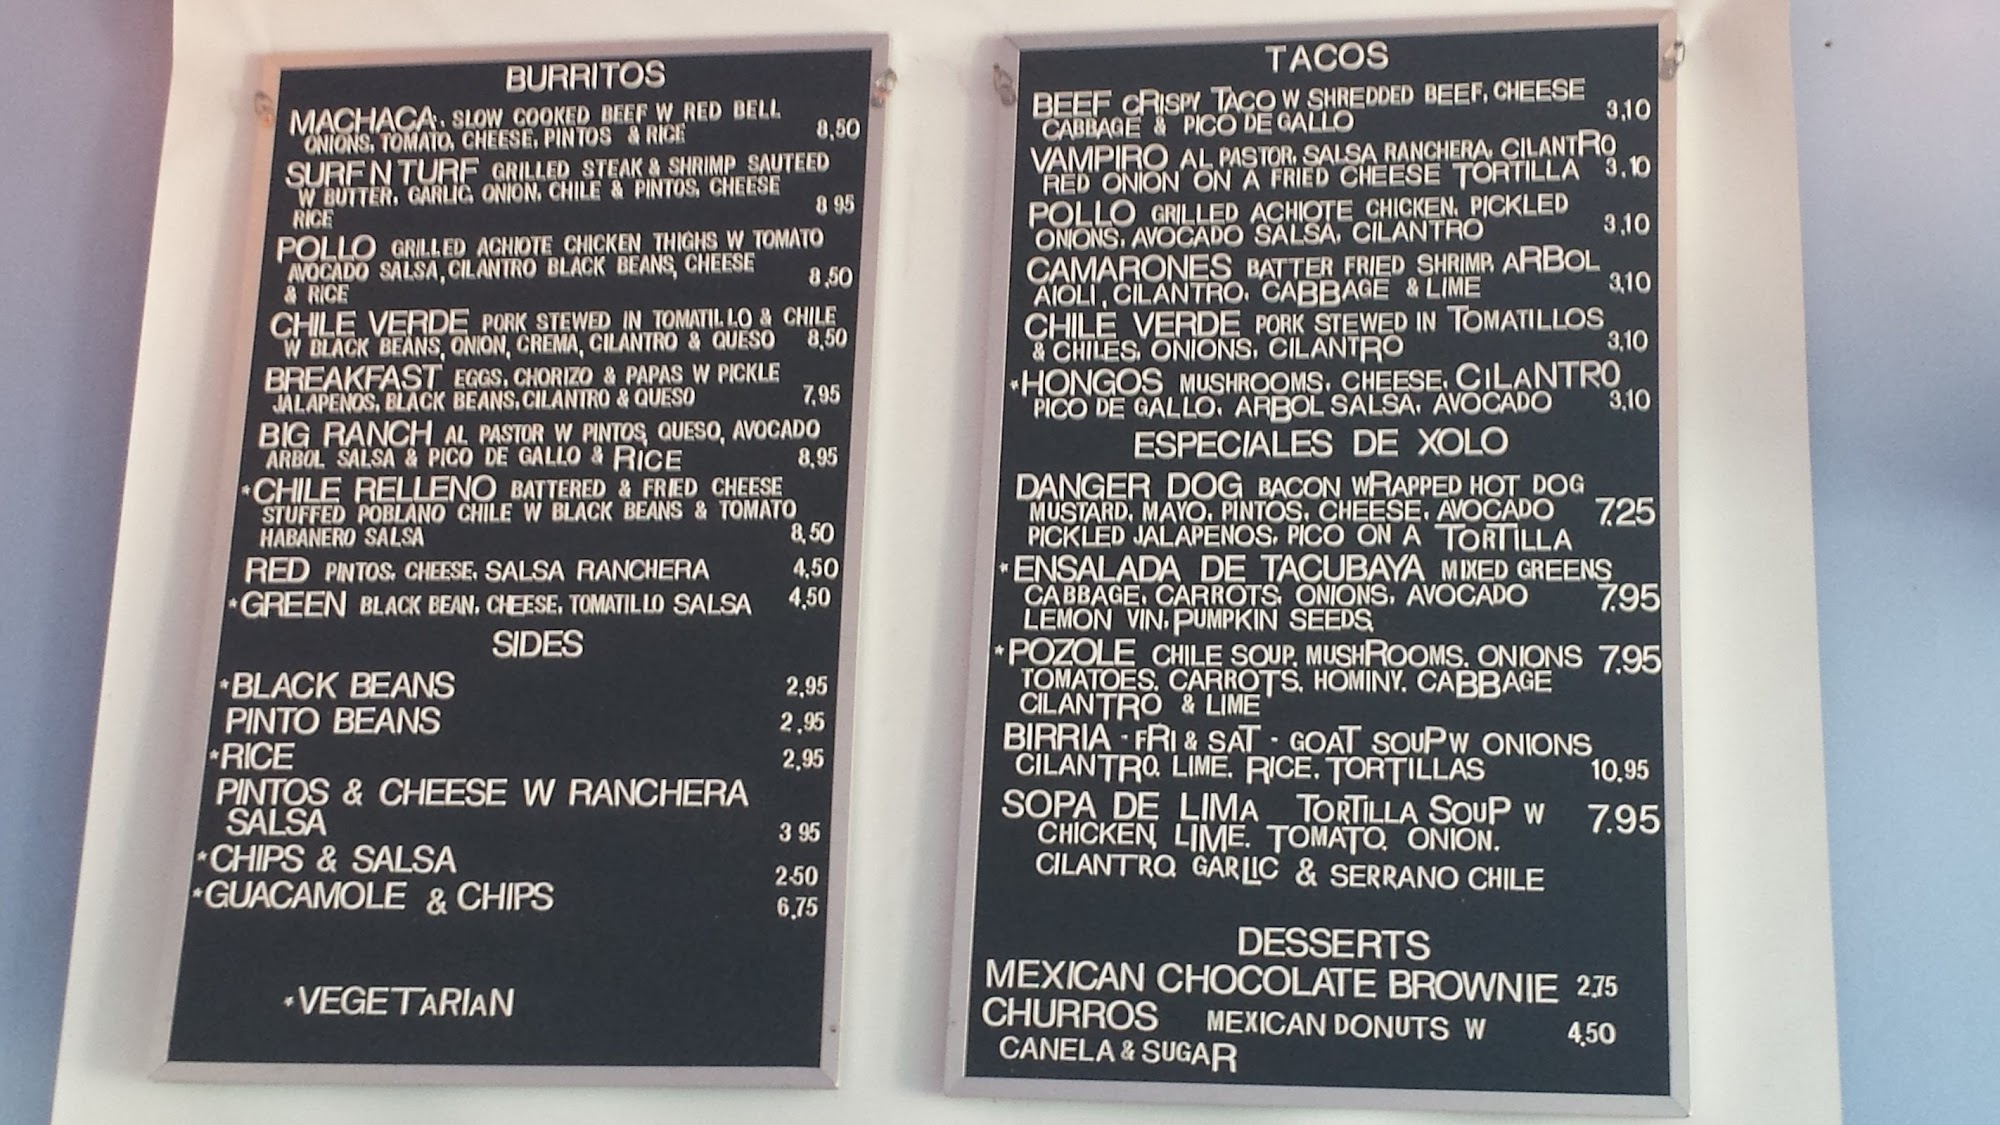 BURRITOS
MACHACA. SLOW COOKED BEEF W RED BELL
ONIONS, TOMATO, CHEESE, PINTOS & RICE 8.50
SURF N TURF GRILLED STEAK & SHRIMP SAUTEED
W BUTTER, GARLIC, ONION, CHILE & PINTOS, CHEESE
RICE 8 95
POLLO GRILLED ACHIOTE CHICKEN THIGHS W TOMATO
AVOCADO SALSA, CILANTRO BLACK BEANS, CHEESE
& RICE 8.50
CHILE VERDE PORK STEWED IN TOMATILLO & CHILE
W BLACK BEANS, ONION, CREMA, CILANTRO & QUESO 8.50
BREAKFAST EGGS, CHORIZO & PAPAS W PICKLE
JALAPENOS, BLACK BEANS, CILANTRO & QUESO 7.95
BIG RANCH AL PASTOR W PINTOS, QUESO, AVOCADO
ARBOL SALSA & PICO DE GALLO & RICE 8.95
*CHILE RELLENO BATTERED & FRIED CHEESE
STUFFED POBLANO CHILE W BLACK BEANS & TOMATO
HABANERO SALSA 8.50
RED PINTOS, CHEESE, SALSA RANCHERA 4.50
*GREEN BLACK BEAN, CHEESE, TOMATILLO SALSA 4.50
SIDES
*BLACK BEANS 2.95
PINTO BEANS 2.95
*RICE 2.95
PINTOS & CHEESE W RANCHERA
SALSA 3 95
*CHIPS & SALSA 2.50
*GUACAMOLE & CHIPS 6.75
*VEGETARIAN
TACOS
BEEF CRISPY TACO W SHREDDED BEEF, CHEESE
CABBAGE & PICO DE GALLO 3.10
VAMPIRO AL PASTOR, SALSA RANCHERA, CILANTRO
RED ONION ON A FRIED CHEESE TORTILLA 3.10
POLLO GRILLED ACHIOTE CHICKEN, PICKLED
ONIONS, AVOCADO SALSA, CILANTRO 3.10
CAMARONES BATTER FRIED SHRIMP, ARBOL
AIOLI, CILANTRO, CABBAGE & LIME 3.10
CHILE VERDE PORK STEWED IN TOMATILLOS
& CHILES, ONIONS, CILANTRO 3.10
*HONGOS MUSHROOMS, CHEESE, CILANTRO
PICO DE GALLO, ARBOL SALSA, AVOCADO 3.10
ESPECIALES DE XOLO
DANGER DOG BACON WRAPPED HOT DOG
MUSTARD, MAYO, PINTOS, CHEESE, AVOCADO 7.25
PICKLED JALAPENOS, PICO ON A TORTILLA
*ENSALADA DE TACUBAYA MIXED GREENS
CABBAGE, CARROTS, ONIONS, AVOCADO 7.95
LEMON VIN, PUMPKIN SEEDS,
*POZOLE CHILE SOUP, MUSHROOMS, ONIONS 7.95
TOMATOES, CARROTS, HOMINY, CABBAGE
CILANTRO & LIME
BIRRIA - FRI & SAT - GOAT SOUP W ONIONS
CILANTRO, LIME, RICE, TORTILLAS 10.95
SOPA DE LIMA TORTILLA SOUP W 7.95
CHICKEN, LIME, TOMATO, ONION,
CILANTRO, GARLIC & SERRANO CHILE
DESSERTS
MEXICAN CHOCOLATE BROWNIE 2.75
CHURROS MEXICAN DONUTS W 4.50
CANELA & SUGAR